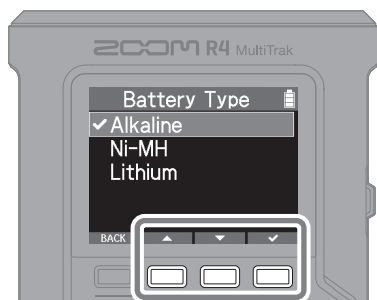 ZOOM R4 MultiTrak
Battery Type
✓Alkaline
Ni-MH
Lithium
BACK ▲ ▼ ✓